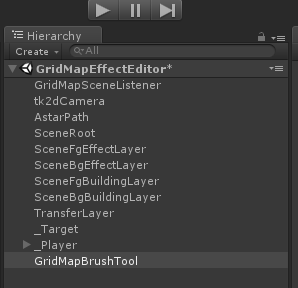 Hierarchy
Create All
GridMapEffectEditor*
GridMapSceneListener
tk2dCamera
AstarPath
SceneRoot
SceneFgEffectLayer
SceneBgEffectLayer
SceneFgBuildingLayer
SceneBgBuildingLayer
TransferLayer
_Target
_Player
GridMapBrushTool